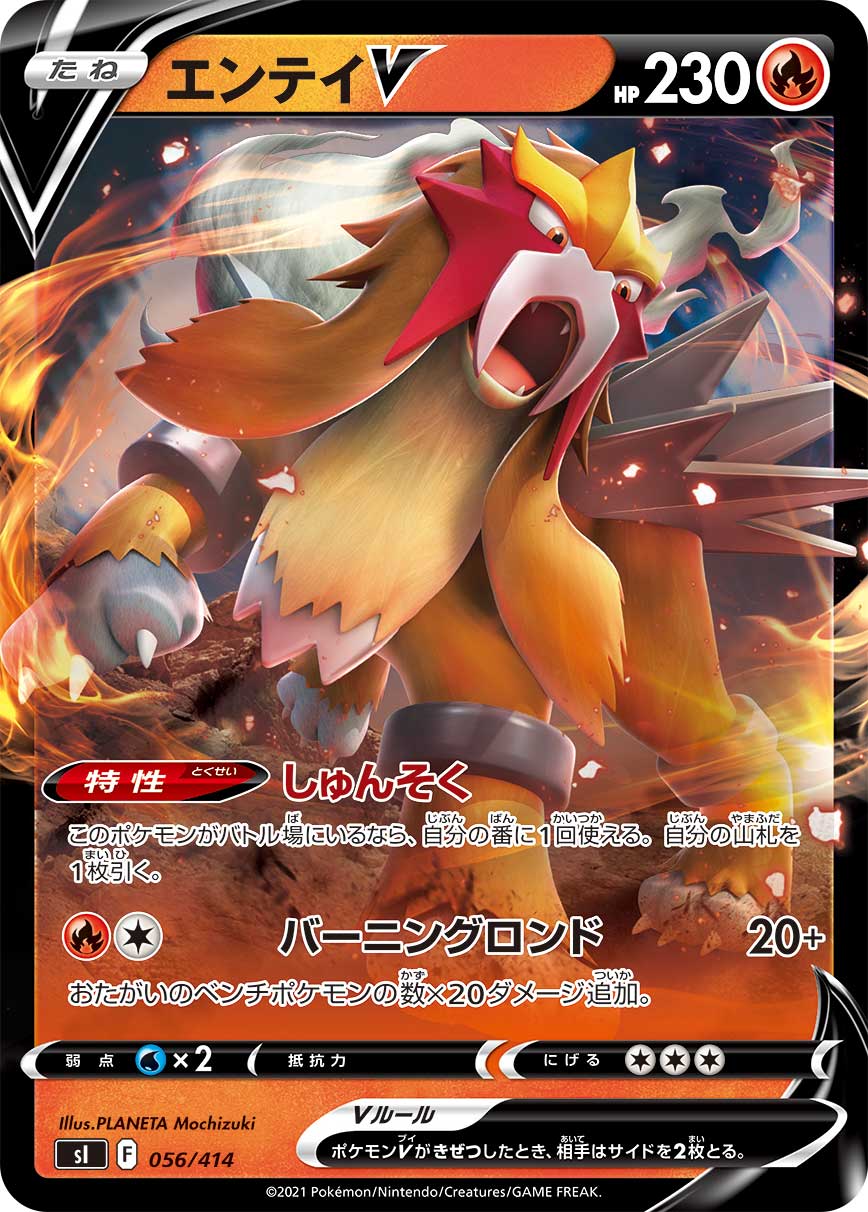 たね エンテイV HP 230
特性 とくせい しゅんそく
このポケモンがバトル場にいるなら、自分の番に1回使える。自分の山札を
1枚引く。
バーニングロンド 20+
おたがいのベンチポケモンの数×20ダメージ追加。
弱点 ×2 抵抗力 にげる
Illus.PLANETA Mochizuki
Vルール
ポケモンVがきぜつしたとき、相手はサイドを2枚とる。
sI F 056/414
©2021 Pokémon/Nintendo/Creatures/GAME FREAK.